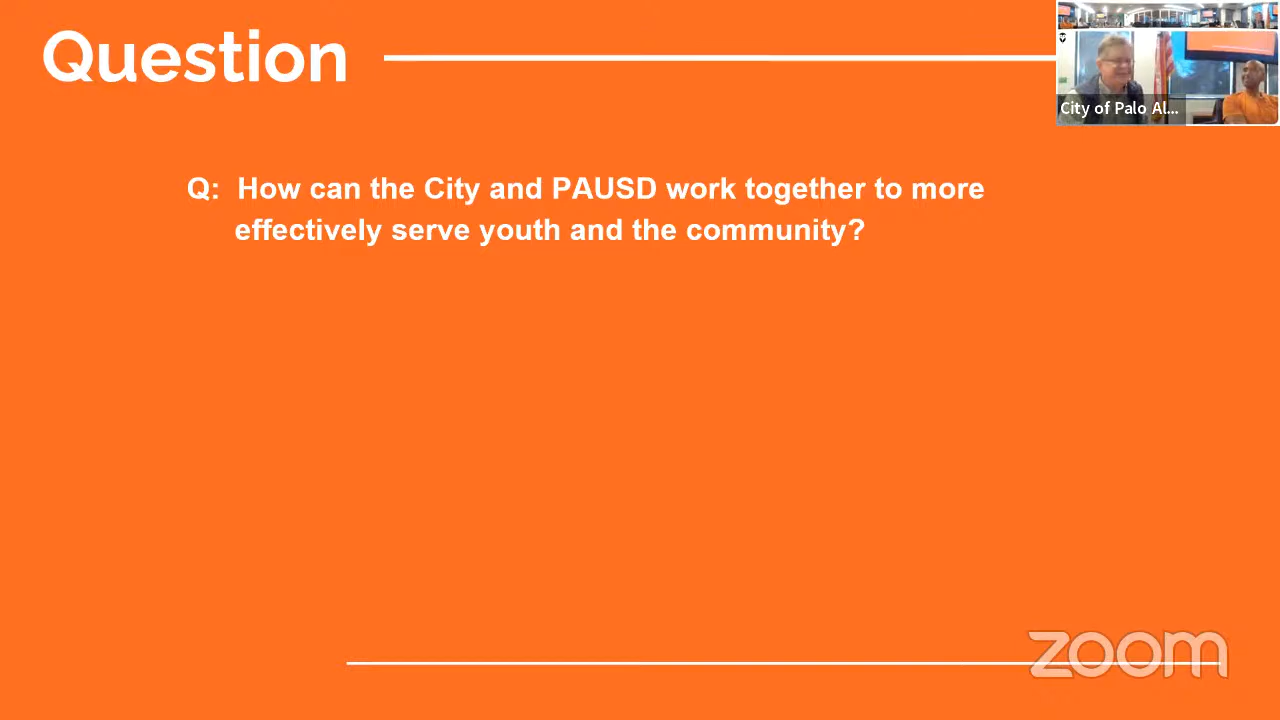 Question
City of Palo Al...
Q: How can the City and PAUSD work together to more
effectively serve youth and the community?
zoom